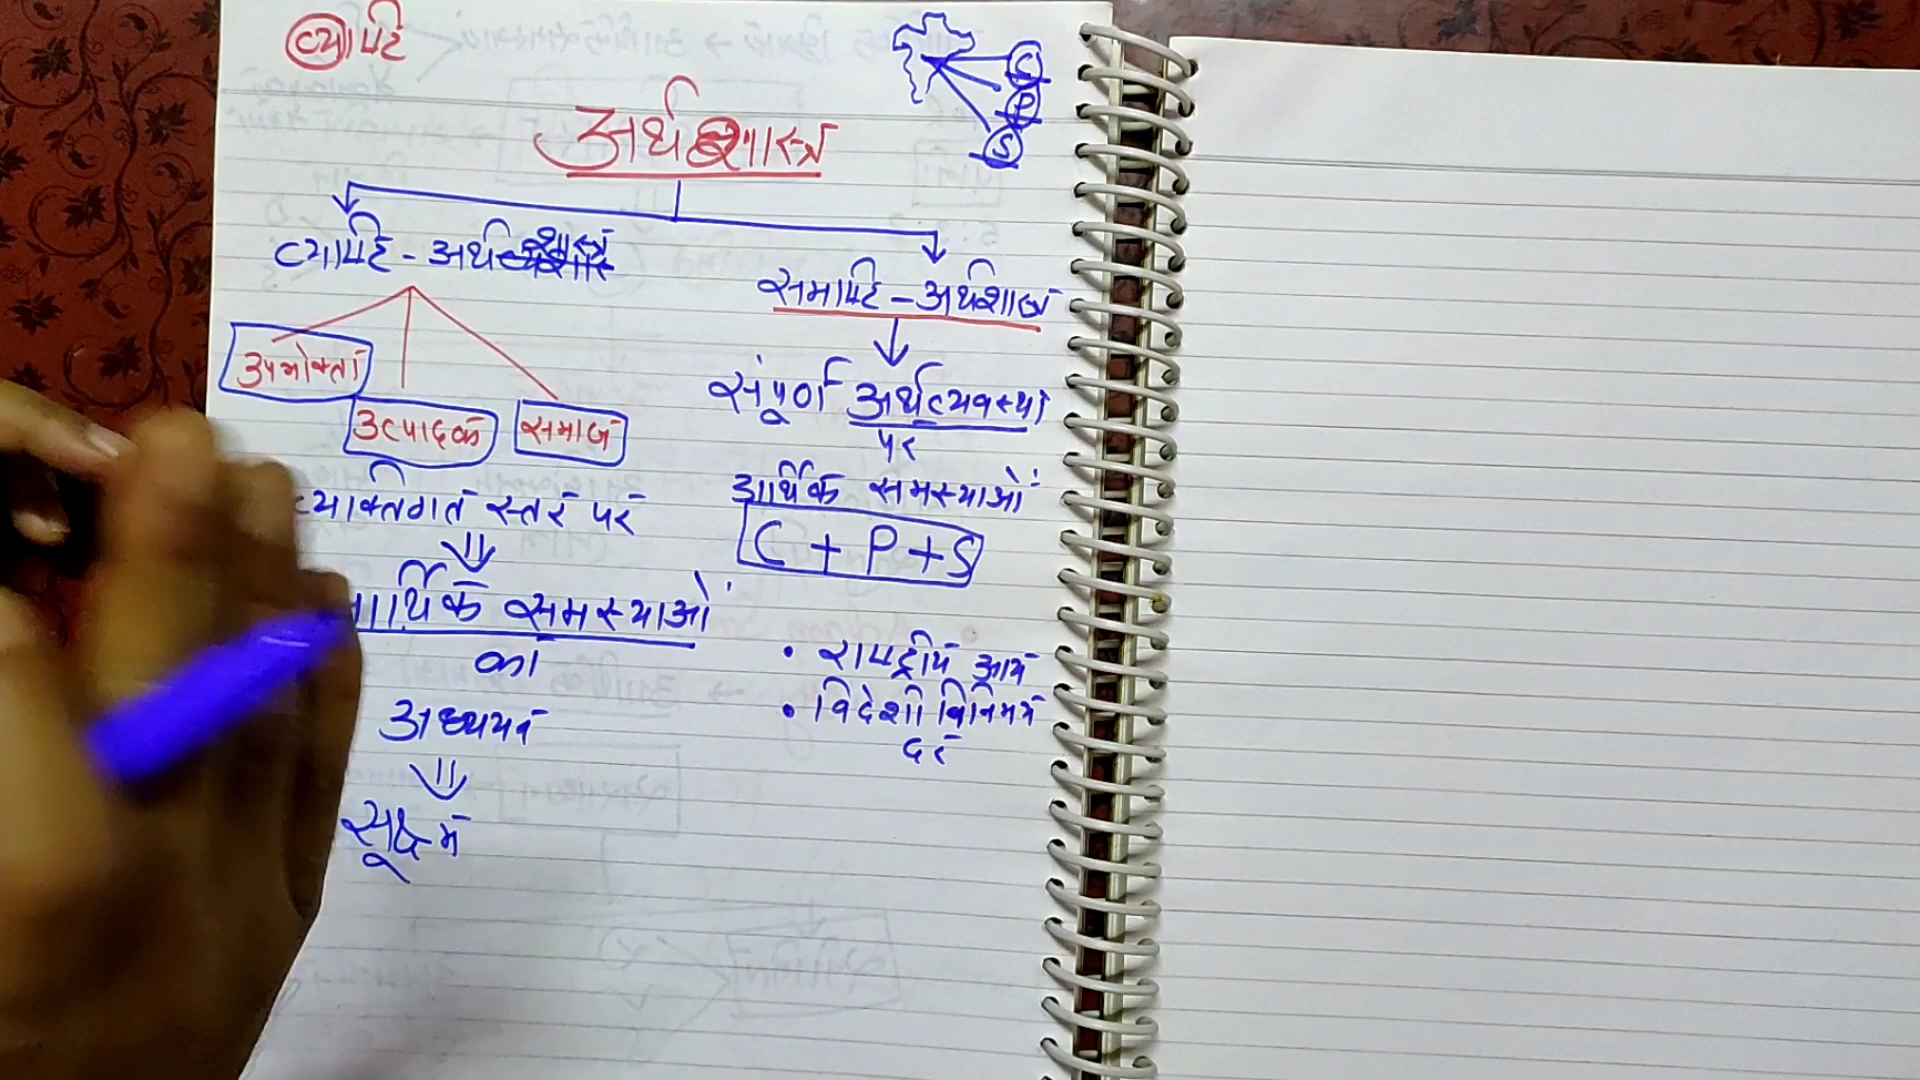 व्यष्टि
C
P
S
अर्थशास्त्र
व्यष्टि - अर्थशास्त्र
समष्टि - अर्थशास्त्र
उपभोक्ता
उत्पादक
समाज
व्यक्तिगत स्तर पर
आर्थिक समस्याओं
का
अध्ययन
सूक्ष्म
संपूर्ण अर्थव्यवस्था
पर
आर्थिक समस्याओं
C + P + S
• राष्ट्रीय आय
• विदेशी विनिमय
दर